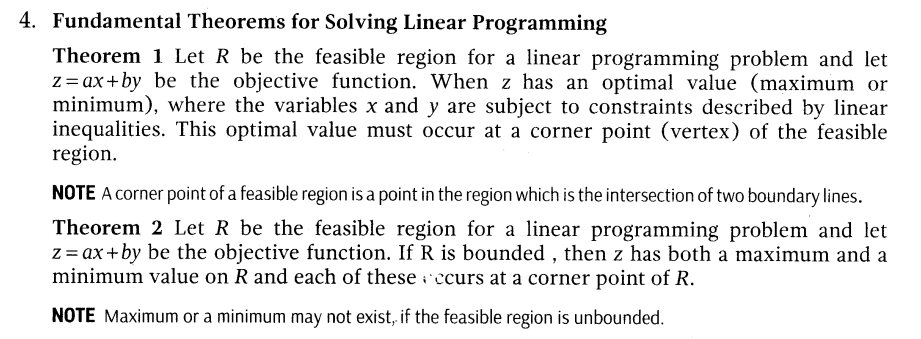 4. Fundamental Theorems for Solving Linear Programming
Theorem 1 Let R be the feasible region for a linear programming problem and let
z=ax+by be the objective function. When z has an optimal value (maximum or
minimum), where the variables x and y are subject to constraints described by linear
inequalities. This optimal value must occur at a corner point (vertex) of the feasible
region.
NOTE A corner point of a feasible region is a point in the region which is the intersection of two boundary lines.
Theorem 2 Let R be the feasible region for a linear programming problem and let
z=ax+by be the objective function. If R is bounded , then z has both a maximum and a
minimum value on R and each of these occurs at a corner point of R.
NOTE Maximum or a minimum may not exist, if the feasible region is unbounded.